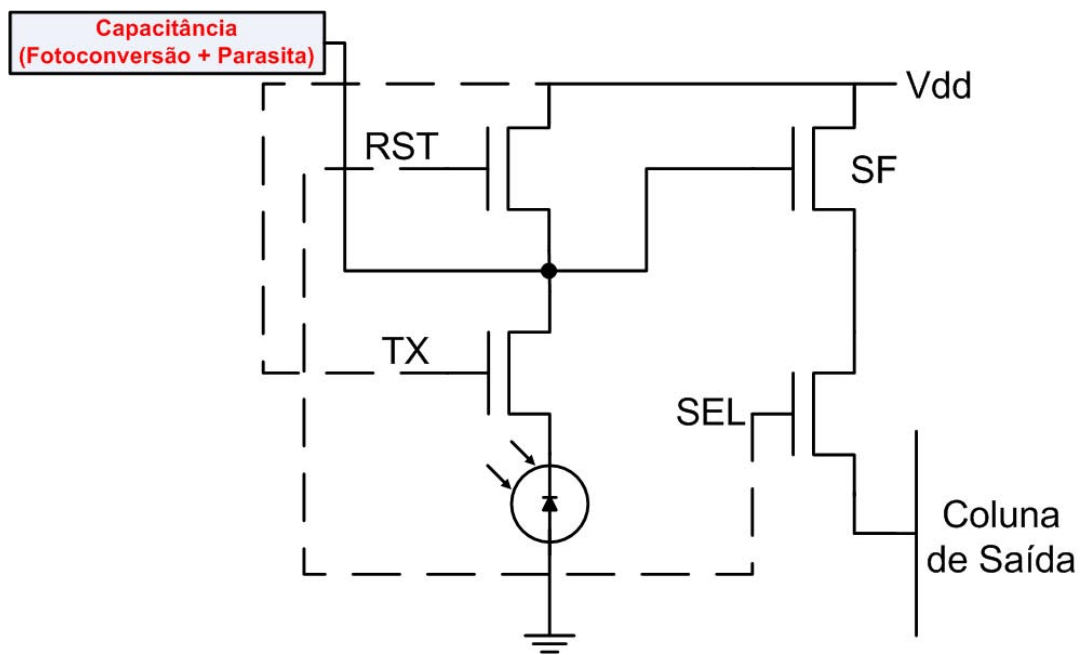 Capacitância
(Fotoconversão + Parasita)
Vdd
RST
SF
TX
SEL
Coluna
de Saída